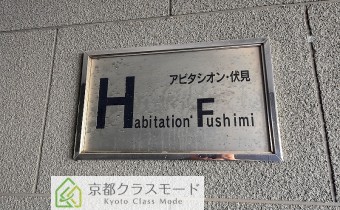 アビタシオン・伏見
Habitation Fushimi
京都クラスモード
Kyoto Class Mode